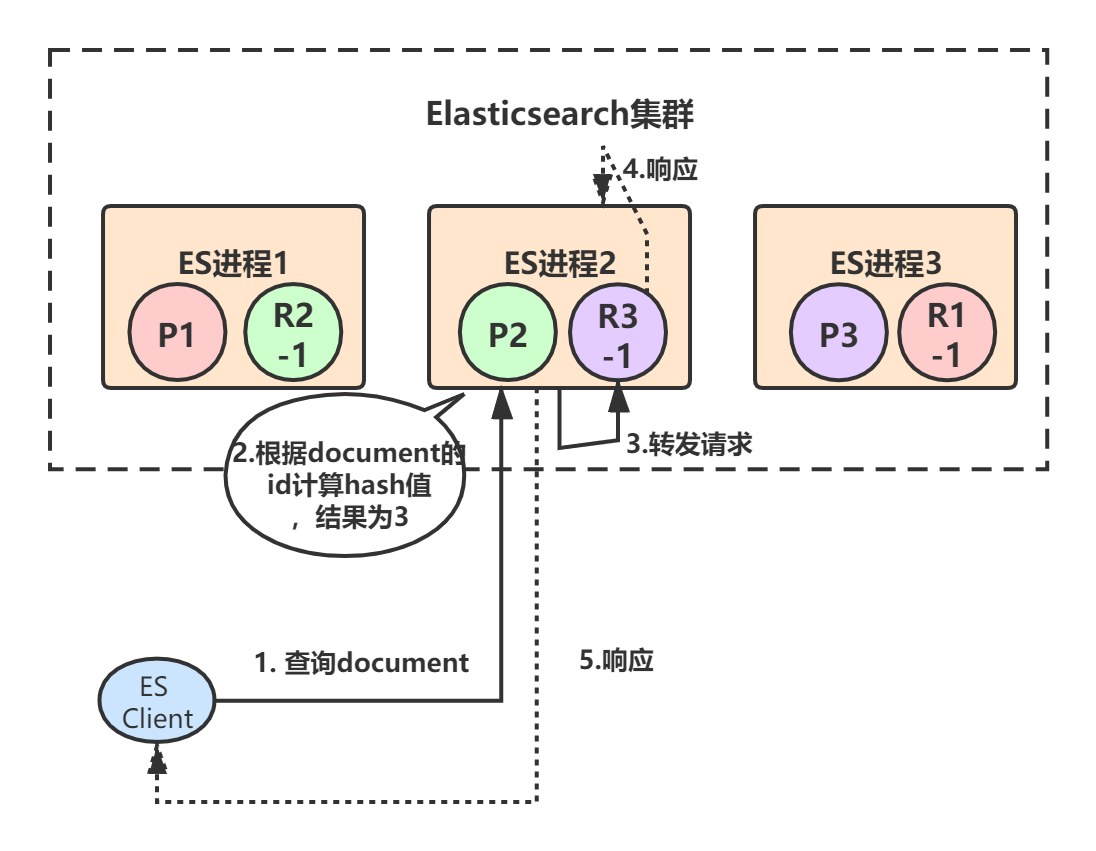 Elasticsearch集群
4.响应
ES进程1
ES进程2
ES进程3
P1
R2
-1
P2
R3
-1
P3
R1
-1
2.根据document的
id计算hash值
，结果为3
3.转发请求
1. 查询document
5.响应
ES
Client